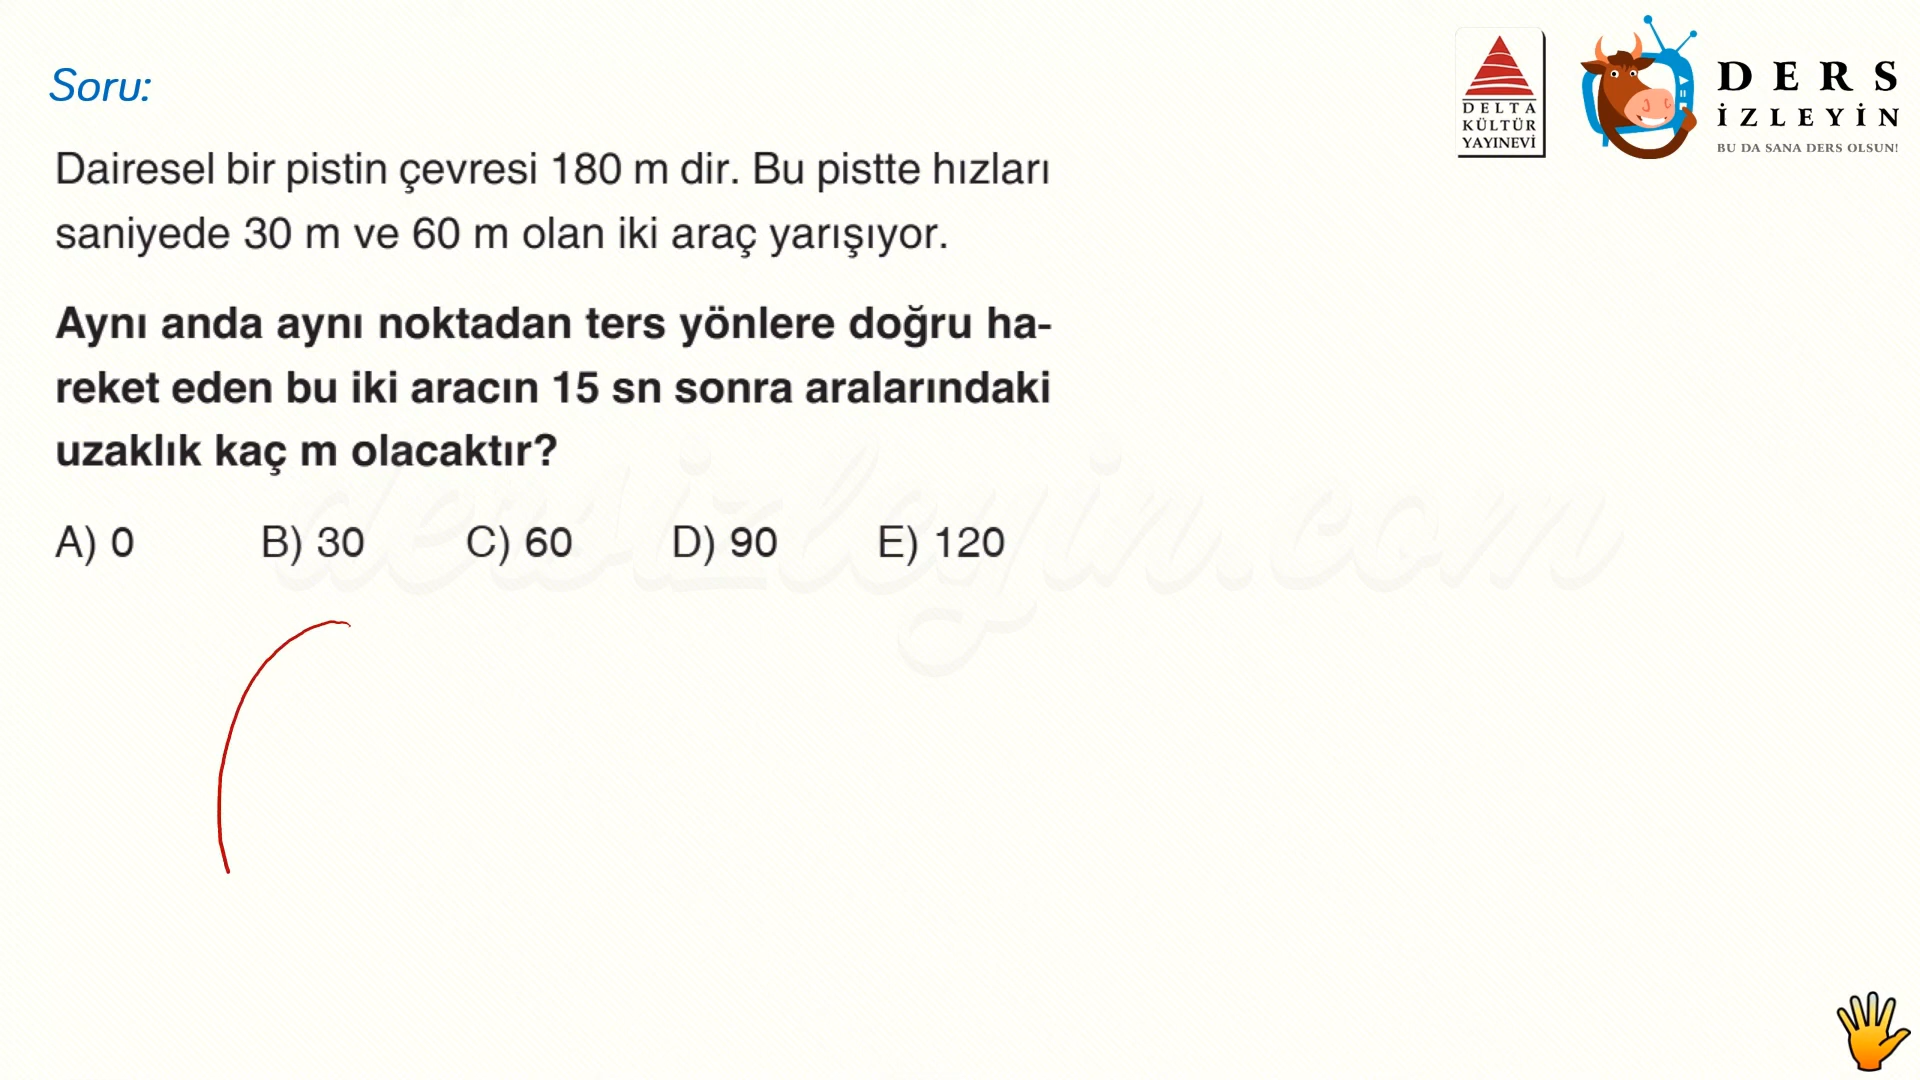 Soru:
DELTA
KÜLTÜR
YAYINEVİ
DERS
İZLEYİN
BU DA SANA DERS OLSUN!
Dairesel bir pistin çevresi 180 m dir. Bu pistte hızları
saniyede 30 m ve 60 m olan iki araç yarışıyor.
Aynı anda aynı noktadan ters yönlere doğru ha-
reket eden bu iki aracın 15 sn sonra aralarındaki
uzaklık kaç m olacaktır?
A) 0 B) 30 C) 60 D) 90 E) 120
dersizleyin.com